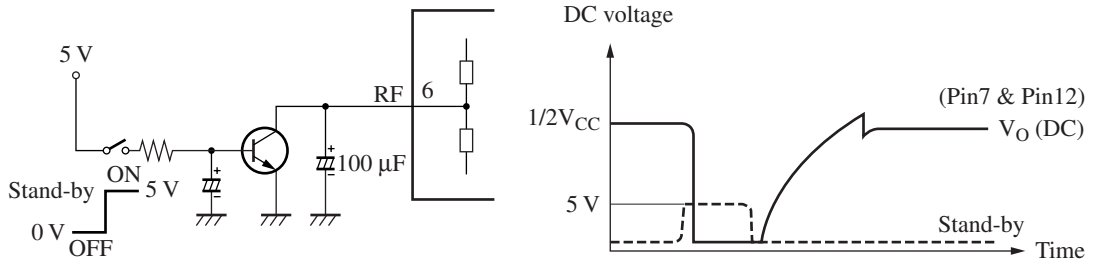 5 V
ON
Stand-by
5 V
0 V
OFF
+
−
+
−
100 μF
RF
6
DC voltage
1/2VCC
5 V
(Pin7 & Pin12)
VO (DC)
Stand-by
Time